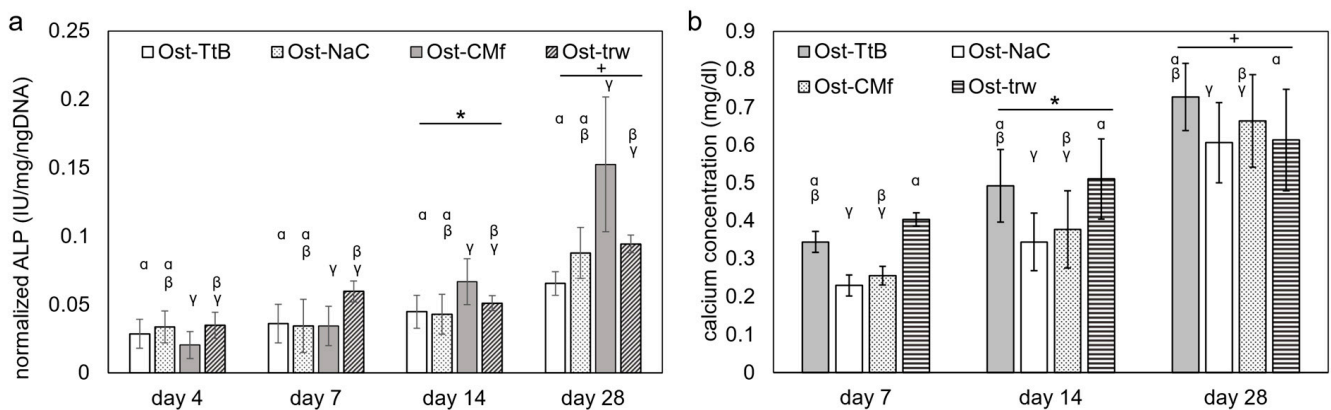 a
normalized ALP (IU/mg/ngDNA)
0.25
0.2
0.15
0.1
0.05
0
Ost-TtB Ost-NaC Ost-CMf Ost-trw
α α β γ β γ
α α β γ β γ
* α α β γ β γ
+ α α β γ β γ
day 4 day 7 day 14 day 28
b
calcium concentration (mg/dl)
0.9
0.8
0.7
0.6
0.5
0.4
0.3
0.2
0.1
0
Ost-TtB Ost-NaC
Ost-CMf Ost-trw
α β γ β γ α
* α β γ β γ α
+ α β γ β γ α
day 7 day 14 day 28